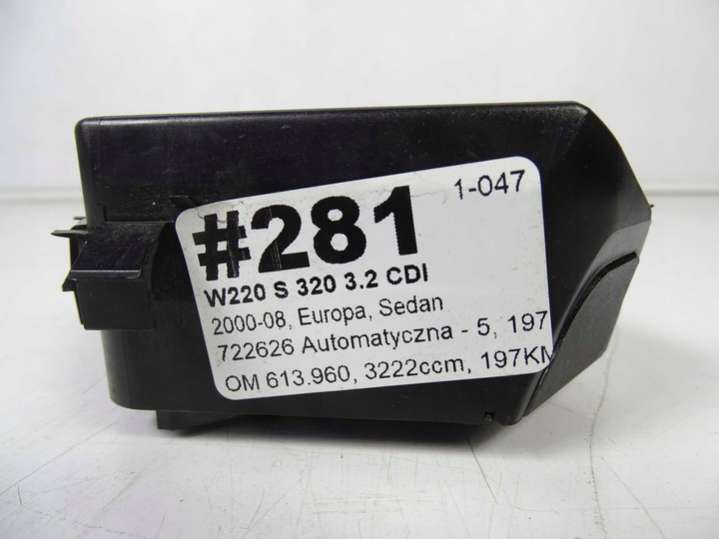 #281 1-047
W220 S 320 3.2 CDI
2000-08, Europa, Sedan
722626 Automatyczna - 5, 197
OM 613.960, 3222ccm, 197KM